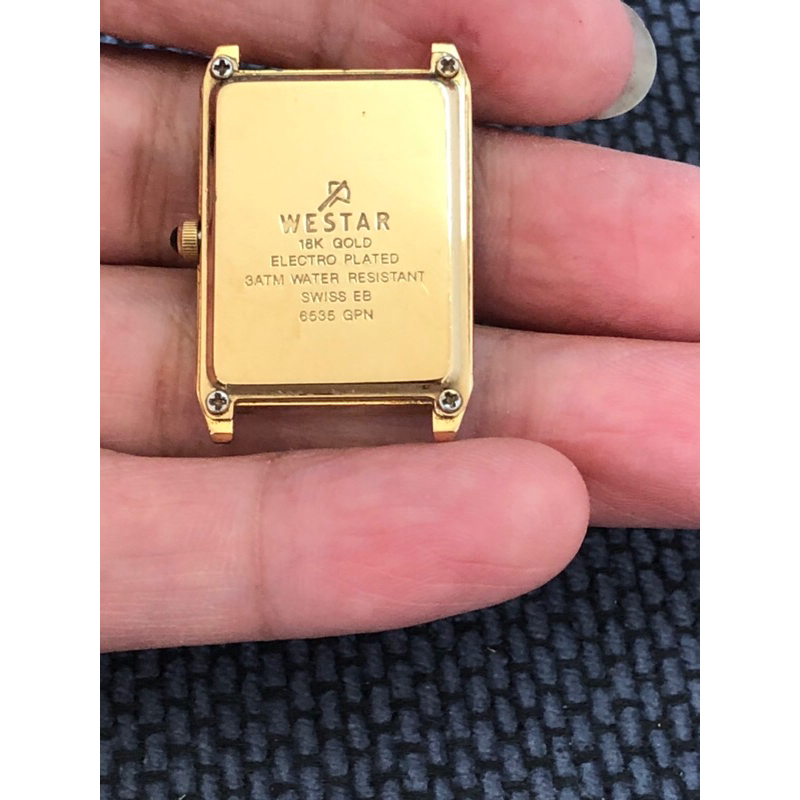 WESTAR
18K GOLD
ELECTRO PLATED
3ATM WATER RESISTANT
SWISS EB
6535 GPN